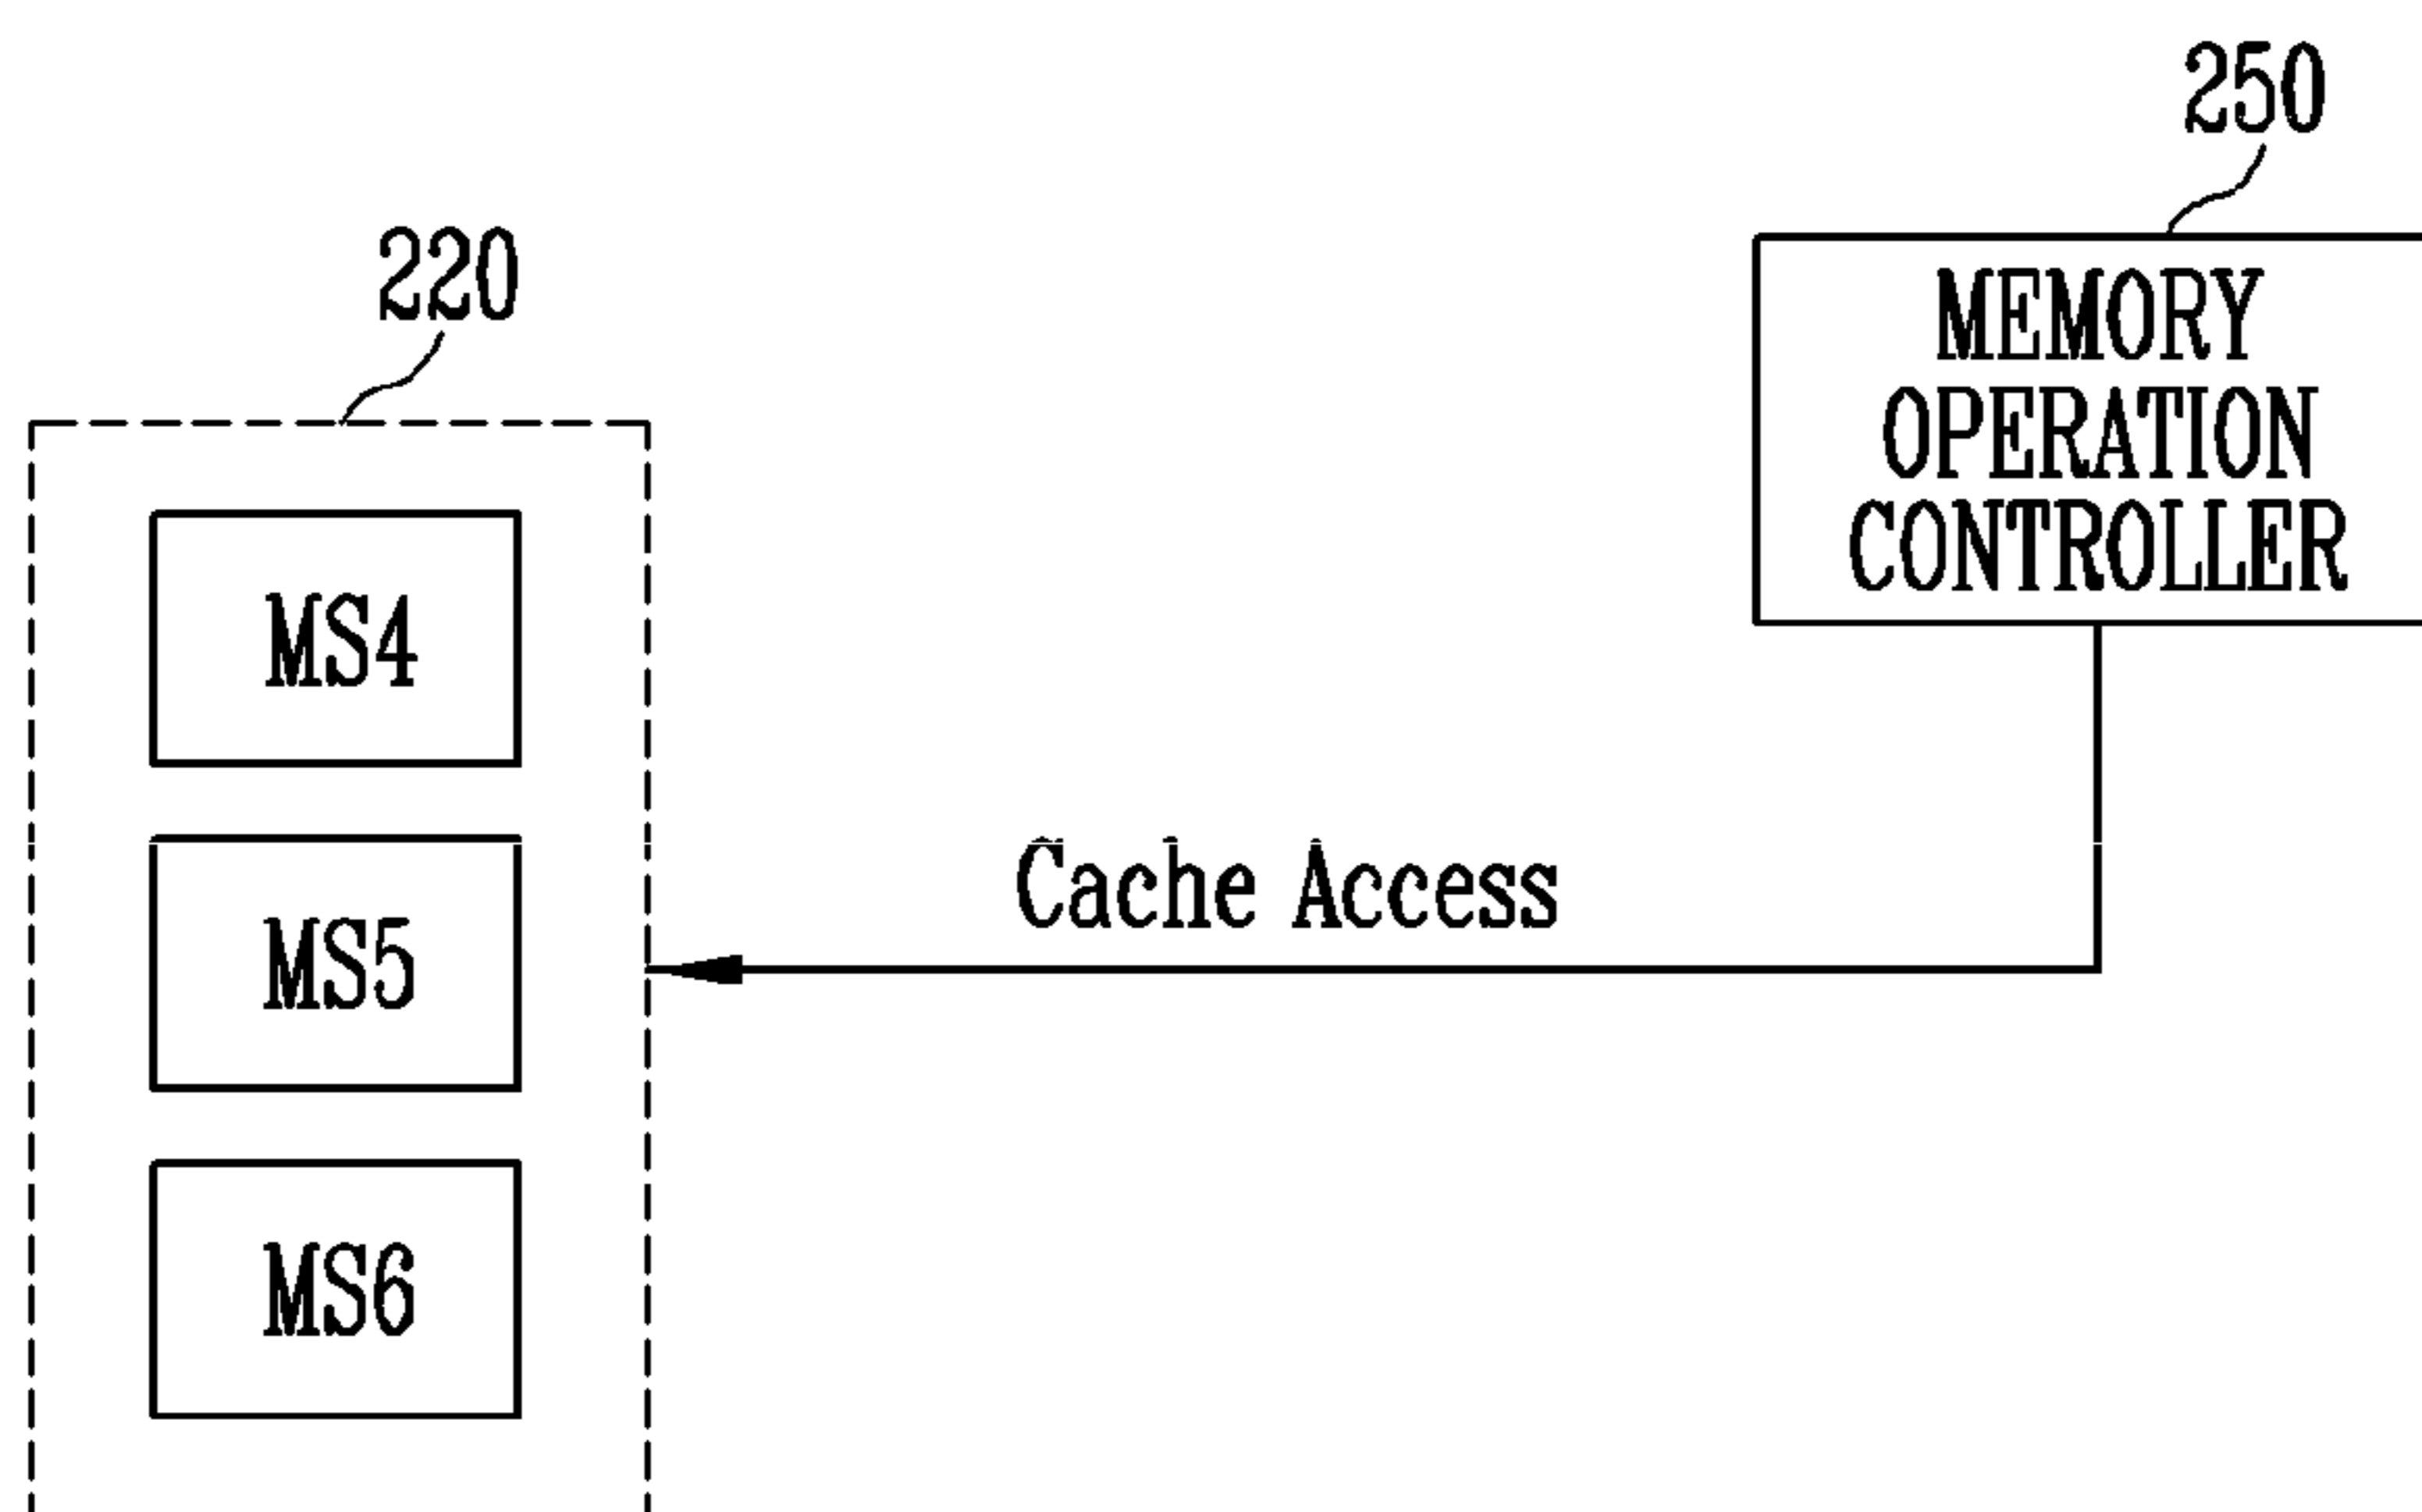 250
220
MEMORY
OPERATION
CONTROLLER
MS4
Cache Access
MS5
MS6